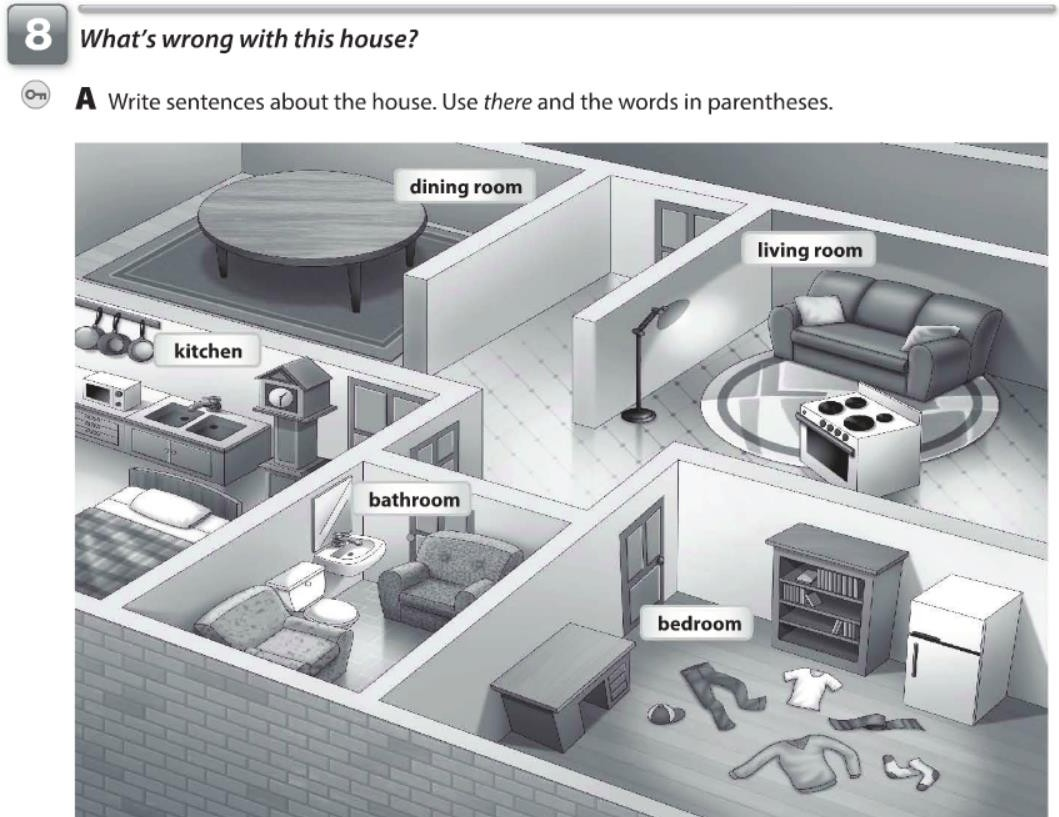 8 What's wrong with this house?
A Write sentences about the house. Use there and the words in parentheses.
dining room
living room
kitchen
bathroom
bedroom